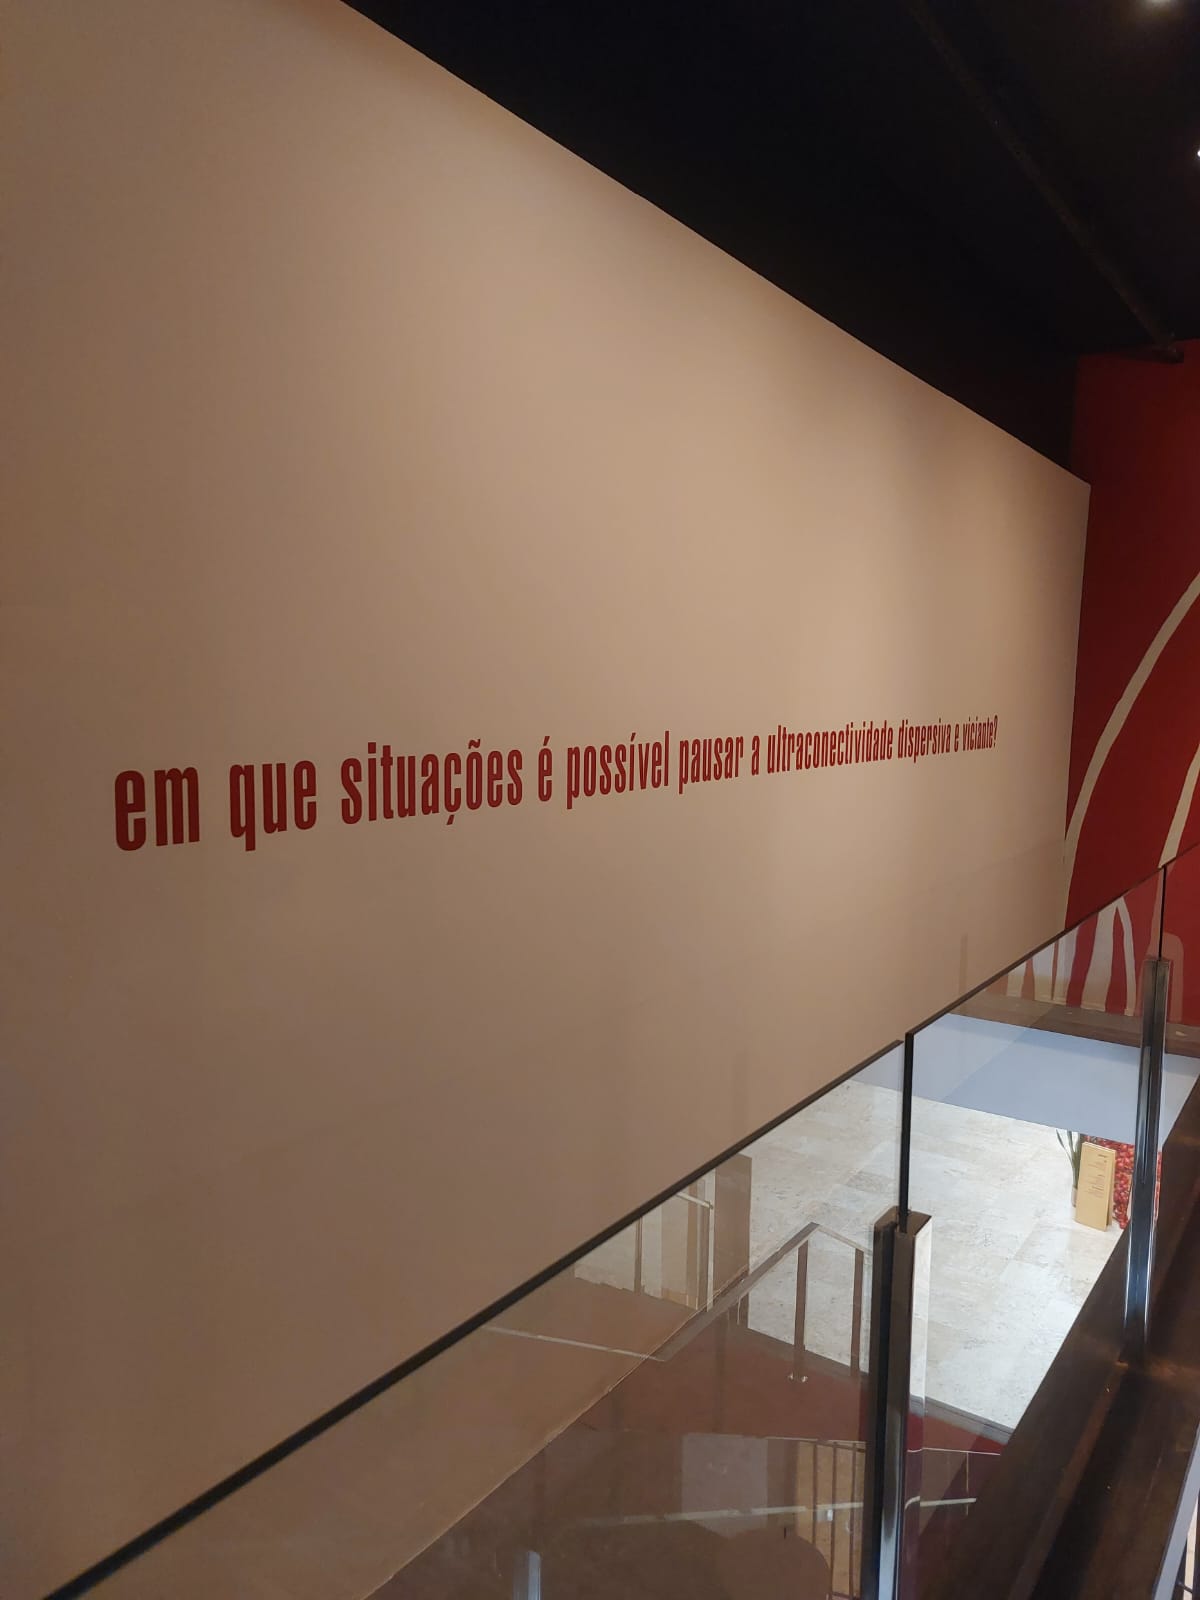 em que situações é possível pausar a ultraconectividade dispersiva e viciante?